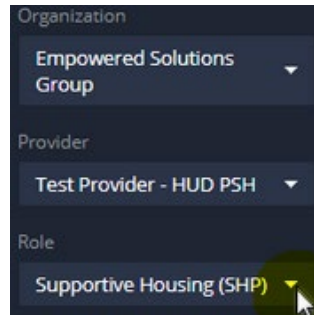 Organization
Empowered Solutions
Group
Provider
Test Provider - HUD PSH
Role
Supportive Housing (SHP)